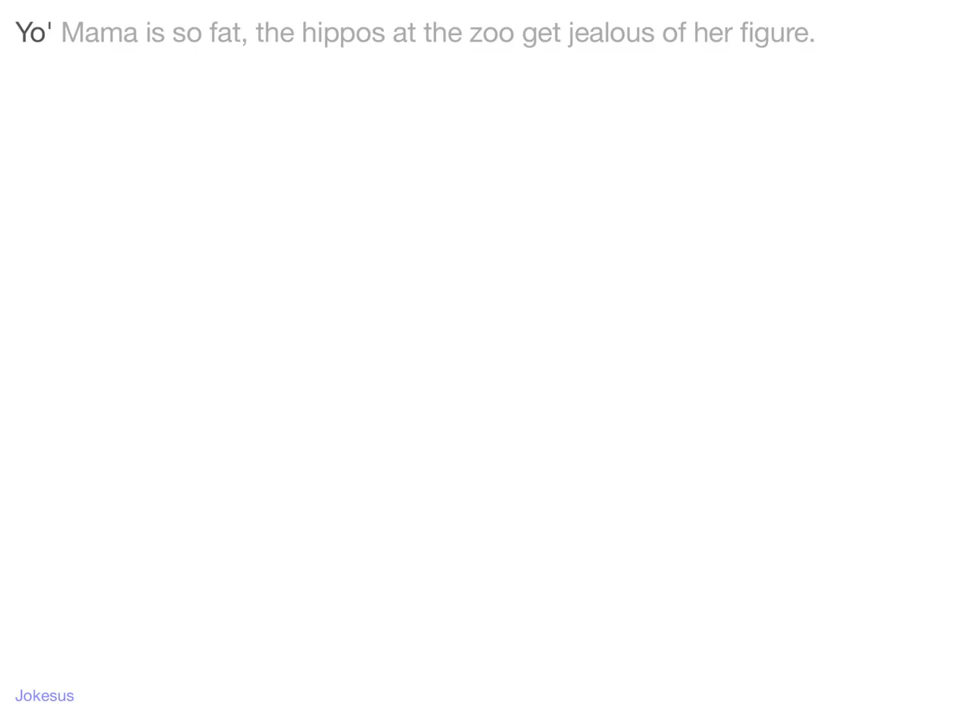 Yo' Mama is so fat, the hippos at the zoo get jealous of her figure.
Jokesus